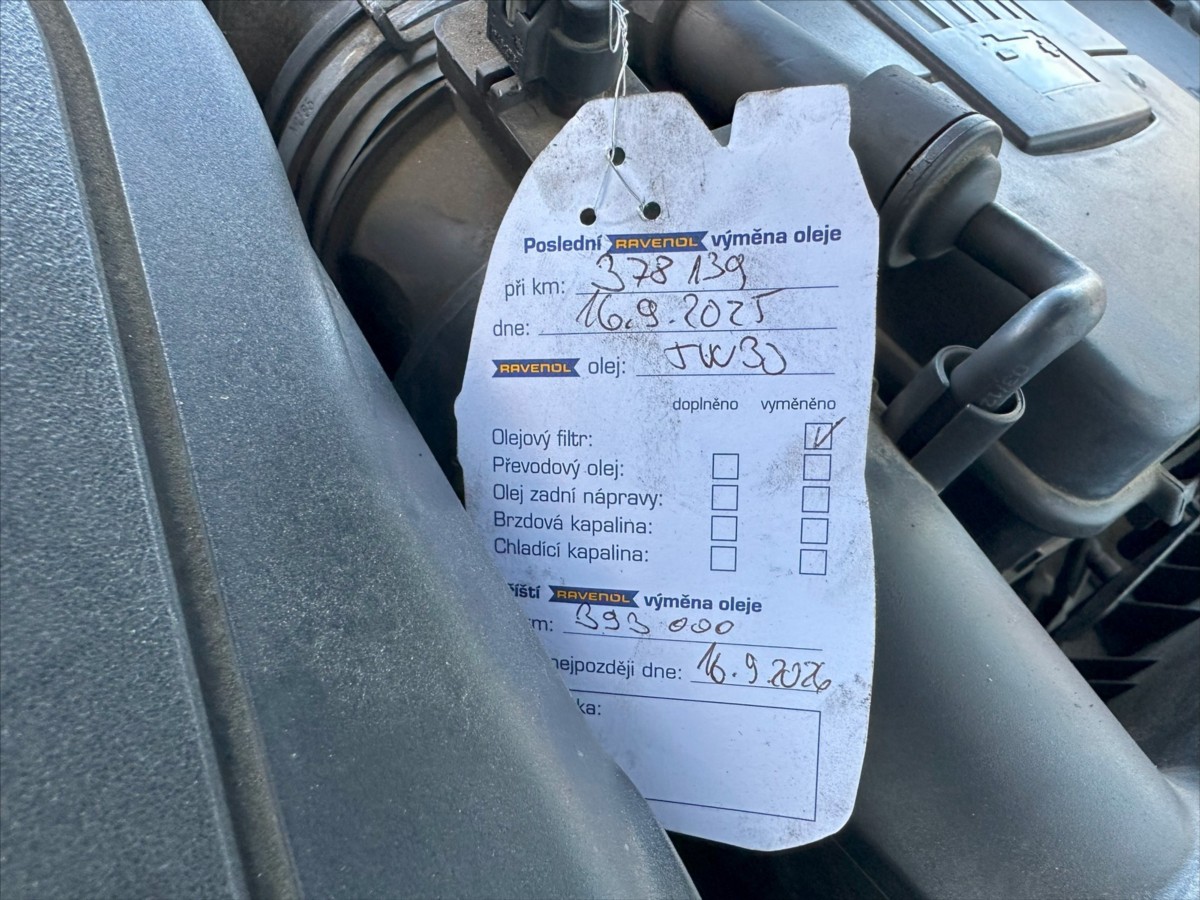 Poslední RAVENOL výměna oleje
při km: 378 139
dne: 16.9.2025
RAVENOL olej: 5W30
doplněno vyměněno
Olejový filtr:
Převodový olej:
Olej zadní nápravy:
Brzdová kapalina:
Chladící kapalina:
íští RAVENOL výměna oleje
m: 393 000
nejpozději dne: 16.9.2026
ka: